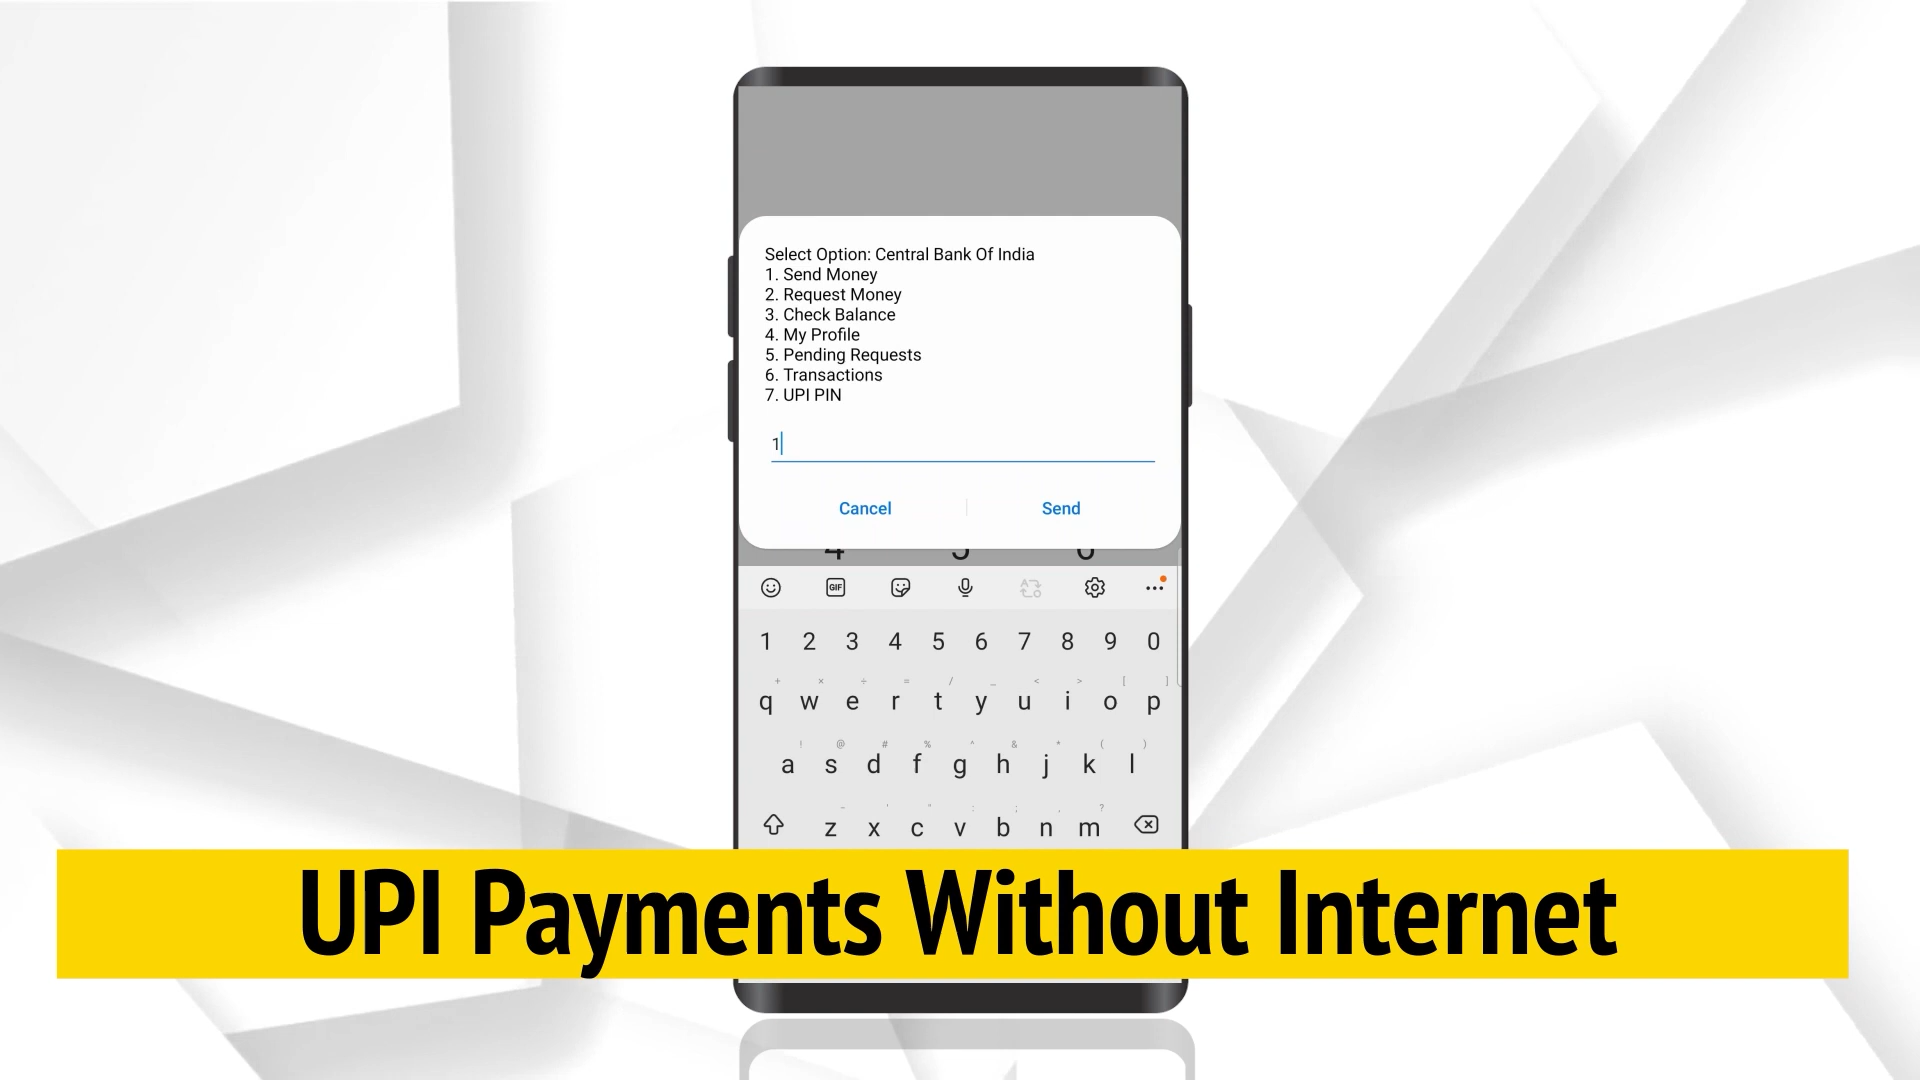 Select Option: Central Bank Of India
1. Send Money
2. Request Money
3. Check Balance
4. My Profile
5. Pending Requests
6. Transactions
7. UPI PIN
1
Cancel Send
GIF
1 2 3 4 5 6 7 8 9 0
q w e r t y u i o p
a s d f g h j k l
z x c v b n m
UPI Payments Without Internet